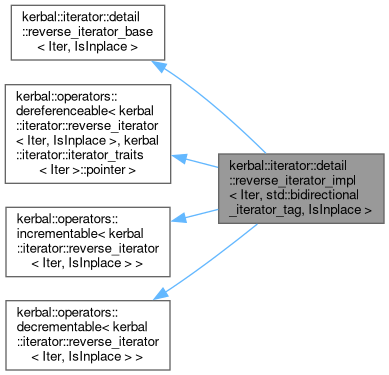 kerbal::iterator::detail
::reverse_iterator_base
< Iter, IsInplace >
kerbal::operators::
dereferenceable< kerbal
::iterator::reverse_iterator
< Iter, IsInplace >, kerbal
::iterator::iterator_traits
< Iter >::pointer >
kerbal::iterator::detail
::reverse_iterator_impl
< Iter, std::bidirectional
_iterator_tag, IsInplace >
kerbal::operators::
incrementable< kerbal
::iterator::reverse_iterator
< Iter, IsInplace > >
kerbal::operators::
decrementable< kerbal
::iterator::reverse_iterator
< Iter, IsInplace > >